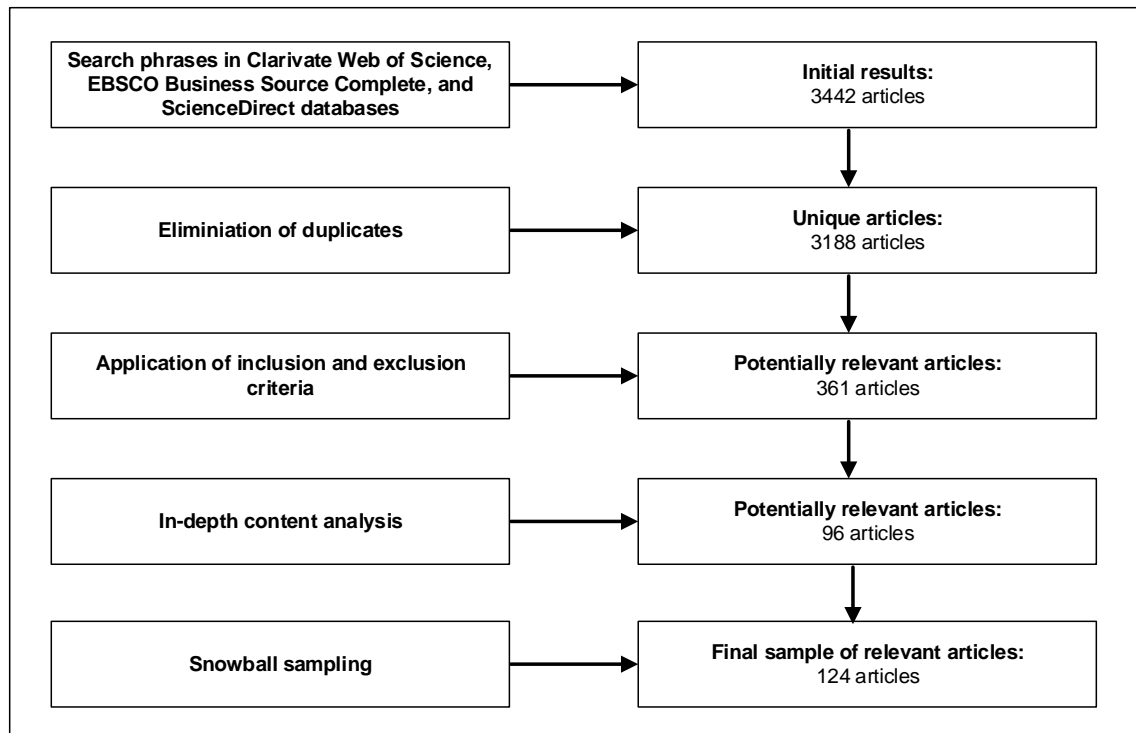 Search phrases in Clarivate Web of Science,
EBSCO Business Source Complete, and
ScienceDirect databases
Initial results:
3442 articles
Eliminiation of duplicates
Unique articles:
3188 articles
Application of inclusion and exclusion
criteria
Potentially relevant articles:
361 articles
In-depth content analysis
Potentially relevant articles:
96 articles
Snowball sampling
Final sample of relevant articles:
124 articles